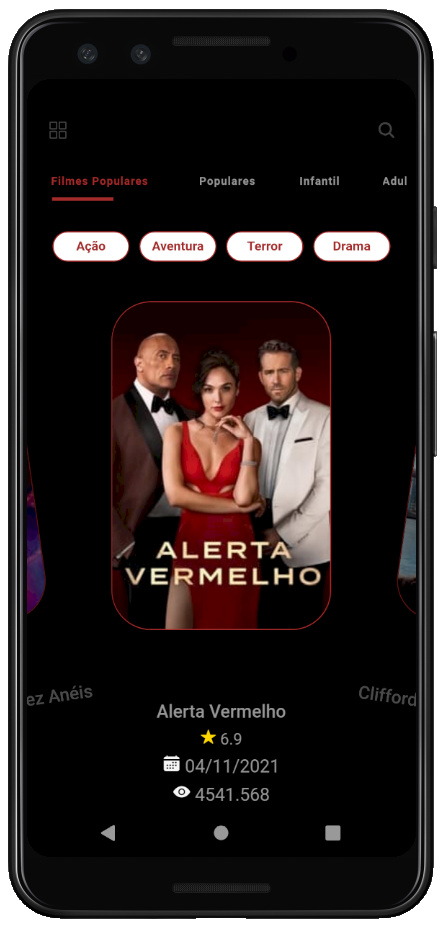 Filmes Populares Populares Infantil Adul
Ação Aventura Terror Drama
ALERTA
VERMELHO
ez Anéis
Clifford
Alerta Vermelho
6.9
04/11/2021
4541.568